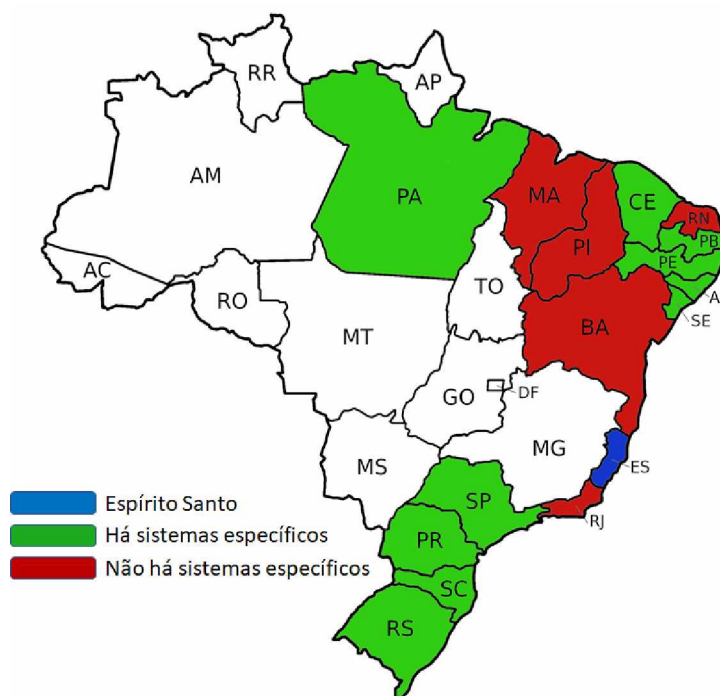 RR
AP
AM
PA
MA
CE
RN
PB
PI
PE
AC
TO
A
RO
SE
BA
MT
GO
DF
MG
MS
ES
SP
RJ
PR
SC
RS
Espírito Santo
Há sistemas específicos
Não há sistemas específicos